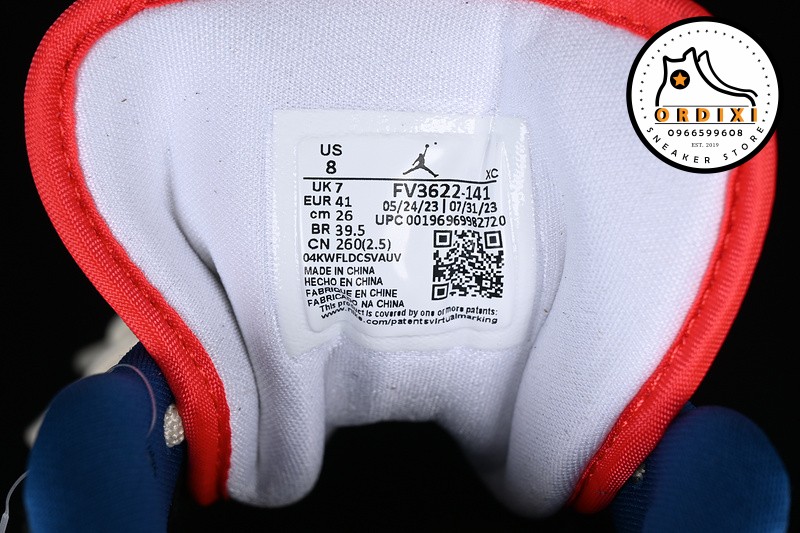 US
8
XC
UK 7
FV3622-141
EUR 41
05/24/23 | 07/31/23
cm 26
UPC 00196969982720
BR 39.5
CN 260(2.5)
04KWFLDCSVAUV
MADE IN CHINA
HECHO EN CHINA
FABRIQUE EN CHINE
FABRICADO NA CHINA
This product is covered by one or more patents:
.com/patentsvirtualmarking
ORDIXI
0966599608
EST. 2019
SNEAKER STORE